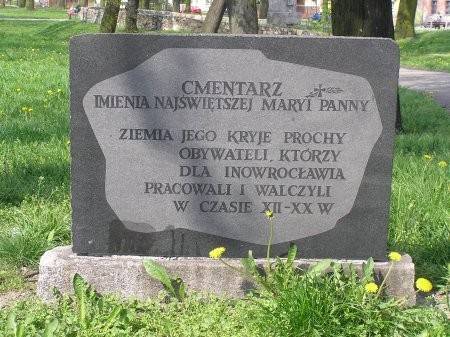 CMENTARZ
IMIENIA NAJŚWIĘTSZEJ MARYI PANNY
ZIEMIA JEGO KRYJE PROCHY
OBYWATELI, KTÓRZY
DLA INOWROCŁAWIA
PRACOWALI I WALCZYLI
W CZASIE XII-XX W